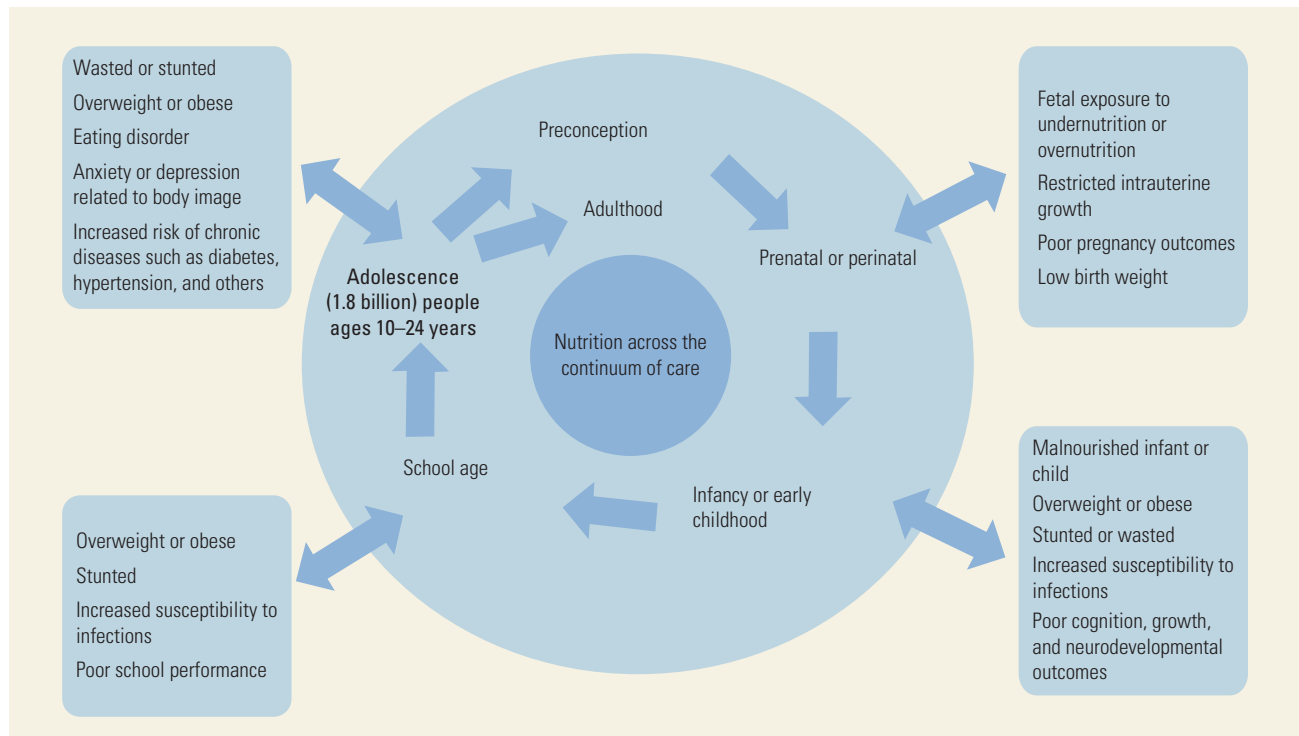 Wasted or stunted
Overweight or obese
Eating disorder
Anxiety or depression
related to body image
Increased risk of chronic
diseases such as diabetes,
hypertension, and others
Preconception
Adulthood
Prenatal or perinatal
Adolescence
(1.8 billion) people
ages 10–24 years
Nutrition across the
continuum of care
School age
Infancy or early
childhood
Fetal exposure to
undernutrition or
overnutrition
Restricted intrauterine
growth
Poor pregnancy outcomes
Low birth weight
Overweight or obese
Stunted
Increased susceptibility to
infections
Poor school performance
Malnourished infant or
child
Overweight or obese
Stunted or wasted
Increased susceptibility to
infections
Poor cognition, growth,
and neurodevelopmental
outcomes